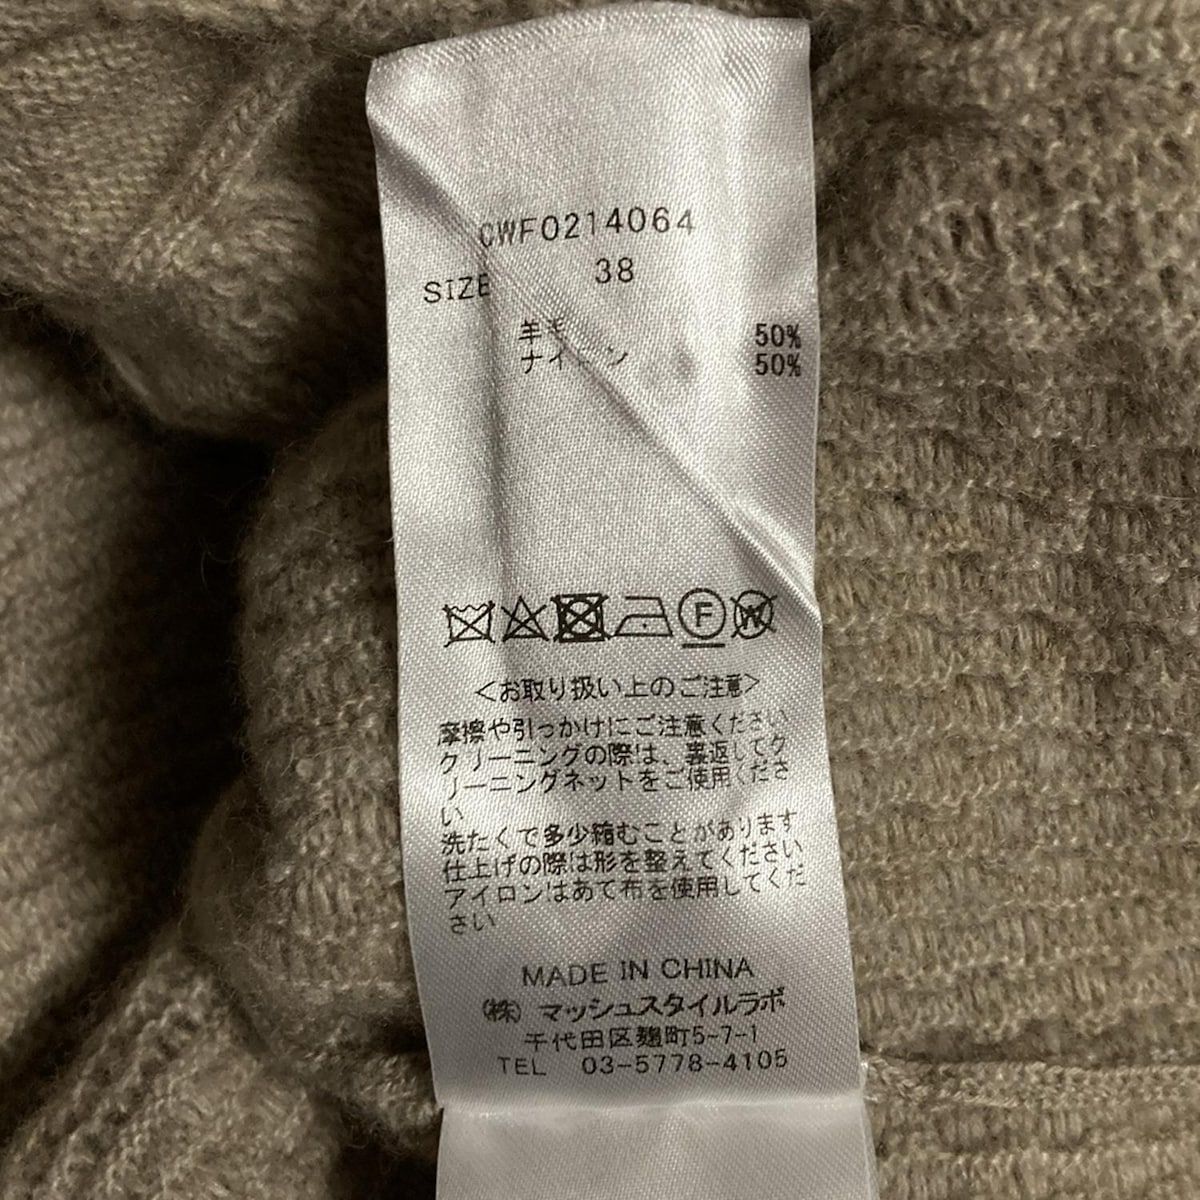 CWF0214064
SIZE 38
羊毛 50%
ナイロン 50%
F W
<お取り扱い上のご注意>
摩擦や引っかけにご注意ください
クリーニングの際は、裏返してク
リーニングネットをご使用くださ
い
洗たくで多少縮むことがあります
仕上げの際は形を整えてください
アイロンはあて布を使用してくだ
さい
MADE IN CHINA
(株) マッシュスタイルラボ
千代田区麹町5-7-1
TEL 03-5778-4105